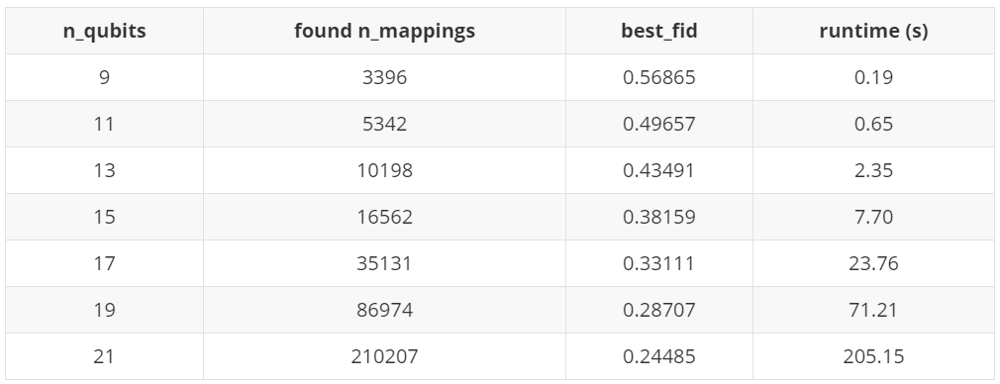 n_qubits found n_mappings best_fid runtime (s)
9 3396 0.56865 0.19
11 5342 0.49657 0.65
13 10198 0.43491 2.35
15 16562 0.38159 7.70
17 35131 0.33111 23.76
19 86974 0.28707 71.21
21 210207 0.24485 205.15